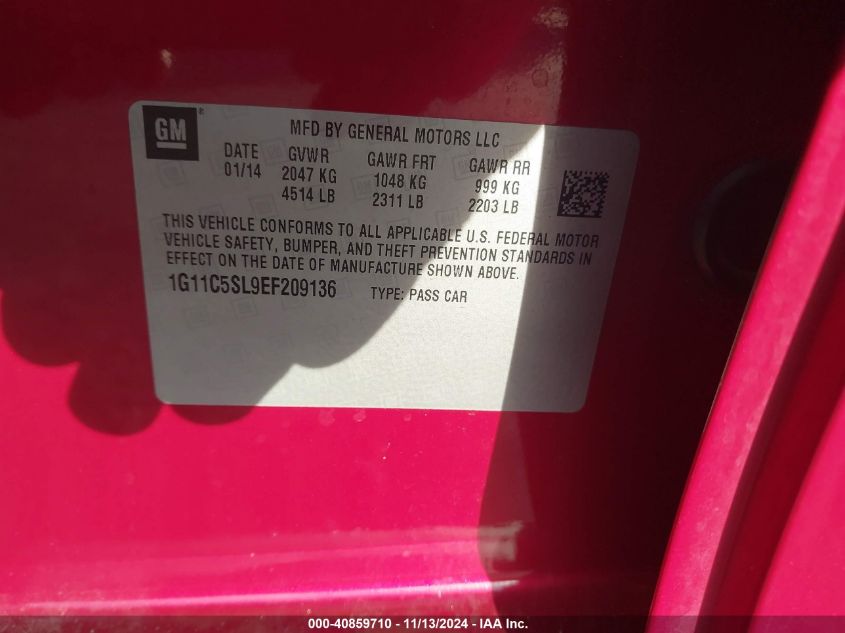 GM ®
MFD BY GENERAL MOTORS LLC
DATE GVWR GAWR FRT GAWR RR
01/14 2047 KG 1048 KG 999 KG
4514 LB 2311 LB 2203 LB
THIS VEHICLE CONFORMS TO ALL APPLICABLE U.S. FEDERAL MOTOR
VEHICLE SAFETY, BUMPER, AND THEFT PREVENTION STANDARDS IN
EFFECT ON THE DATE OF MANUFACTURE SHOWN ABOVE.
1G11C5SL9EF209136 TYPE: PASS CAR
000-40859710 - 11/13/2024 - IAA Inc.